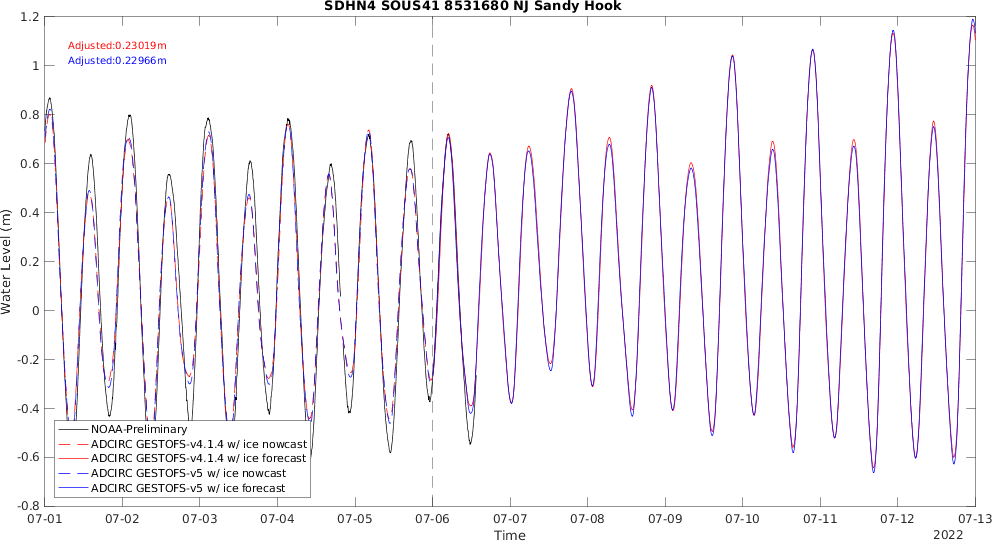 SDHN4 SOUS41 8531680 NJ Sandy Hook
Adjusted:0.23019m
Adjusted:0.22966m
Water Level (m)
1.2
1
0.8
0.6
0.4
0.2
0
-0.2
-0.4
-0.6
-0.8
NOAA-Preliminary
ADCIRC GESTOFS-v4.1.4 w/ ice nowcast
ADCIRC GESTOFS-v4.1.4 w/ ice forecast
ADCIRC GESTOFS-v5 w/ ice nowcast
ADCIRC GESTOFS-v5 w/ ice forecast
07-01 07-02 07-03 07-04 07-05 07-06 07-07 07-08 07-09 07-10 07-11 07-12 07-13
Time
2022